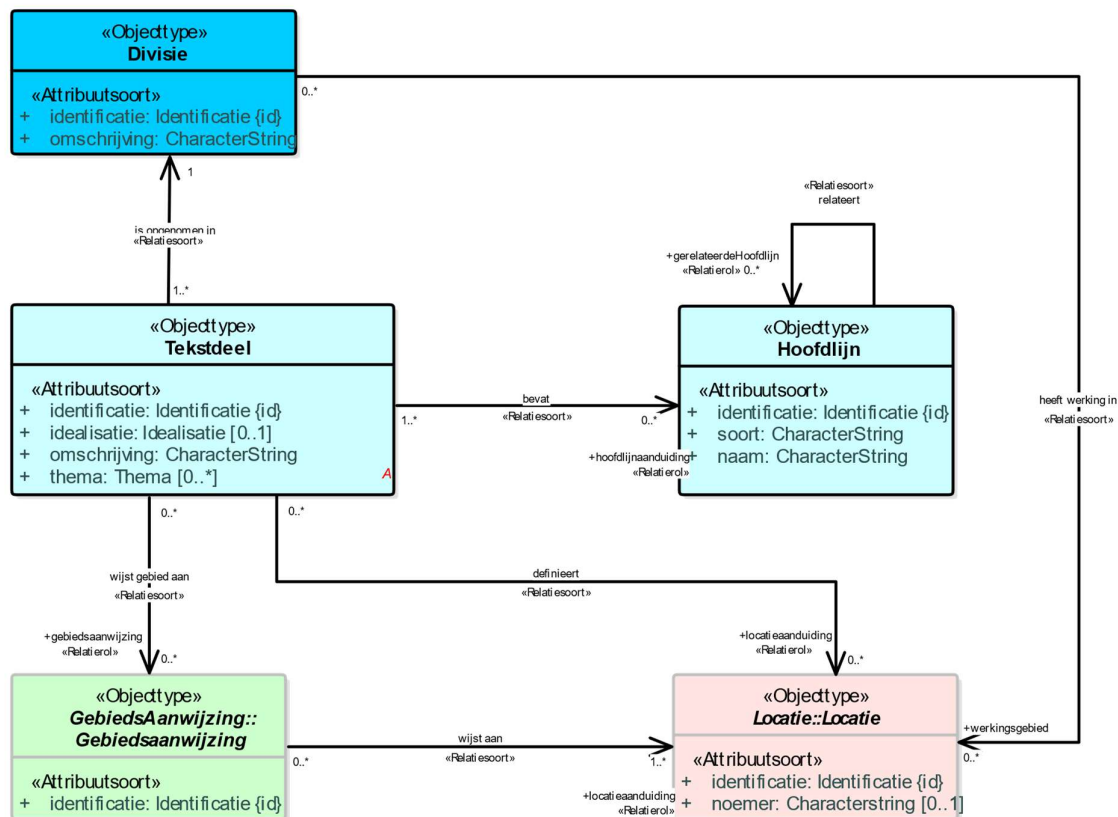 «Objecttype»
Divisie
«Attribuutsoort»
+ identificatie: Identificatie {id}
+ omschrijving: CharacterString
0..*
1
is opgenomen in
«Relatiesoort»
1..*
«Relatiesoort»
relateert
+gerelateerdeHoofdlijn
«Relatierol» 0..*
«Objecttype»
Tekstdeel
«Attribuutsoort»
+ identificatie: Identificatie {id}
+ idealisatie: Idealisatie [0..1]
+ omschrijving: CharacterString
+ thema: Thema [0..*]
A
bevat
1..* «Relatiesoort» 0..*
+hoofdlijnaanduiding
«Relatierol»
«Objecttype»
Hoofdlijn
«Attribuutsoort»
+ identificatie: Identificatie {id}
+ soort: CharacterString
+ naam: CharacterString
heeft werking in
«Relatiesoort»
0..*
0..*
wijst gebied aan
«Relatiesoort»
definieert
«Relatiesoort»
+gebiedsaanwijzing
«Relatierol»
0..*
+locatieaanduiding
«Relatierol»
0..*
«Objecttype»
GebiedsAanwijzing::
Gebiedsaanwijzing
«Attribuutsoort»
+ identificatie: Identificatie {id}
wijst aan
0..* «Relatiesoort» 1..*
+locatieaanduiding
«Relatierol»
«Objecttype»
Locatie::Locatie
«Attribuutsoort»
+ identificatie: Identificatie {id}
+ noemer: Characterstring [0..1]
+werkingsgebied
0..*